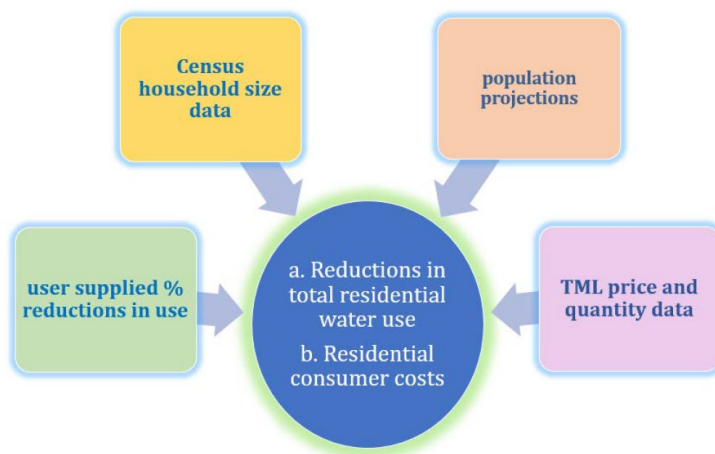 Census
household size
data
population
projections
user supplied %
reductions in use
a. Reductions in
total residential
water use
b. Residential
consumer costs
TML price and
quantity data